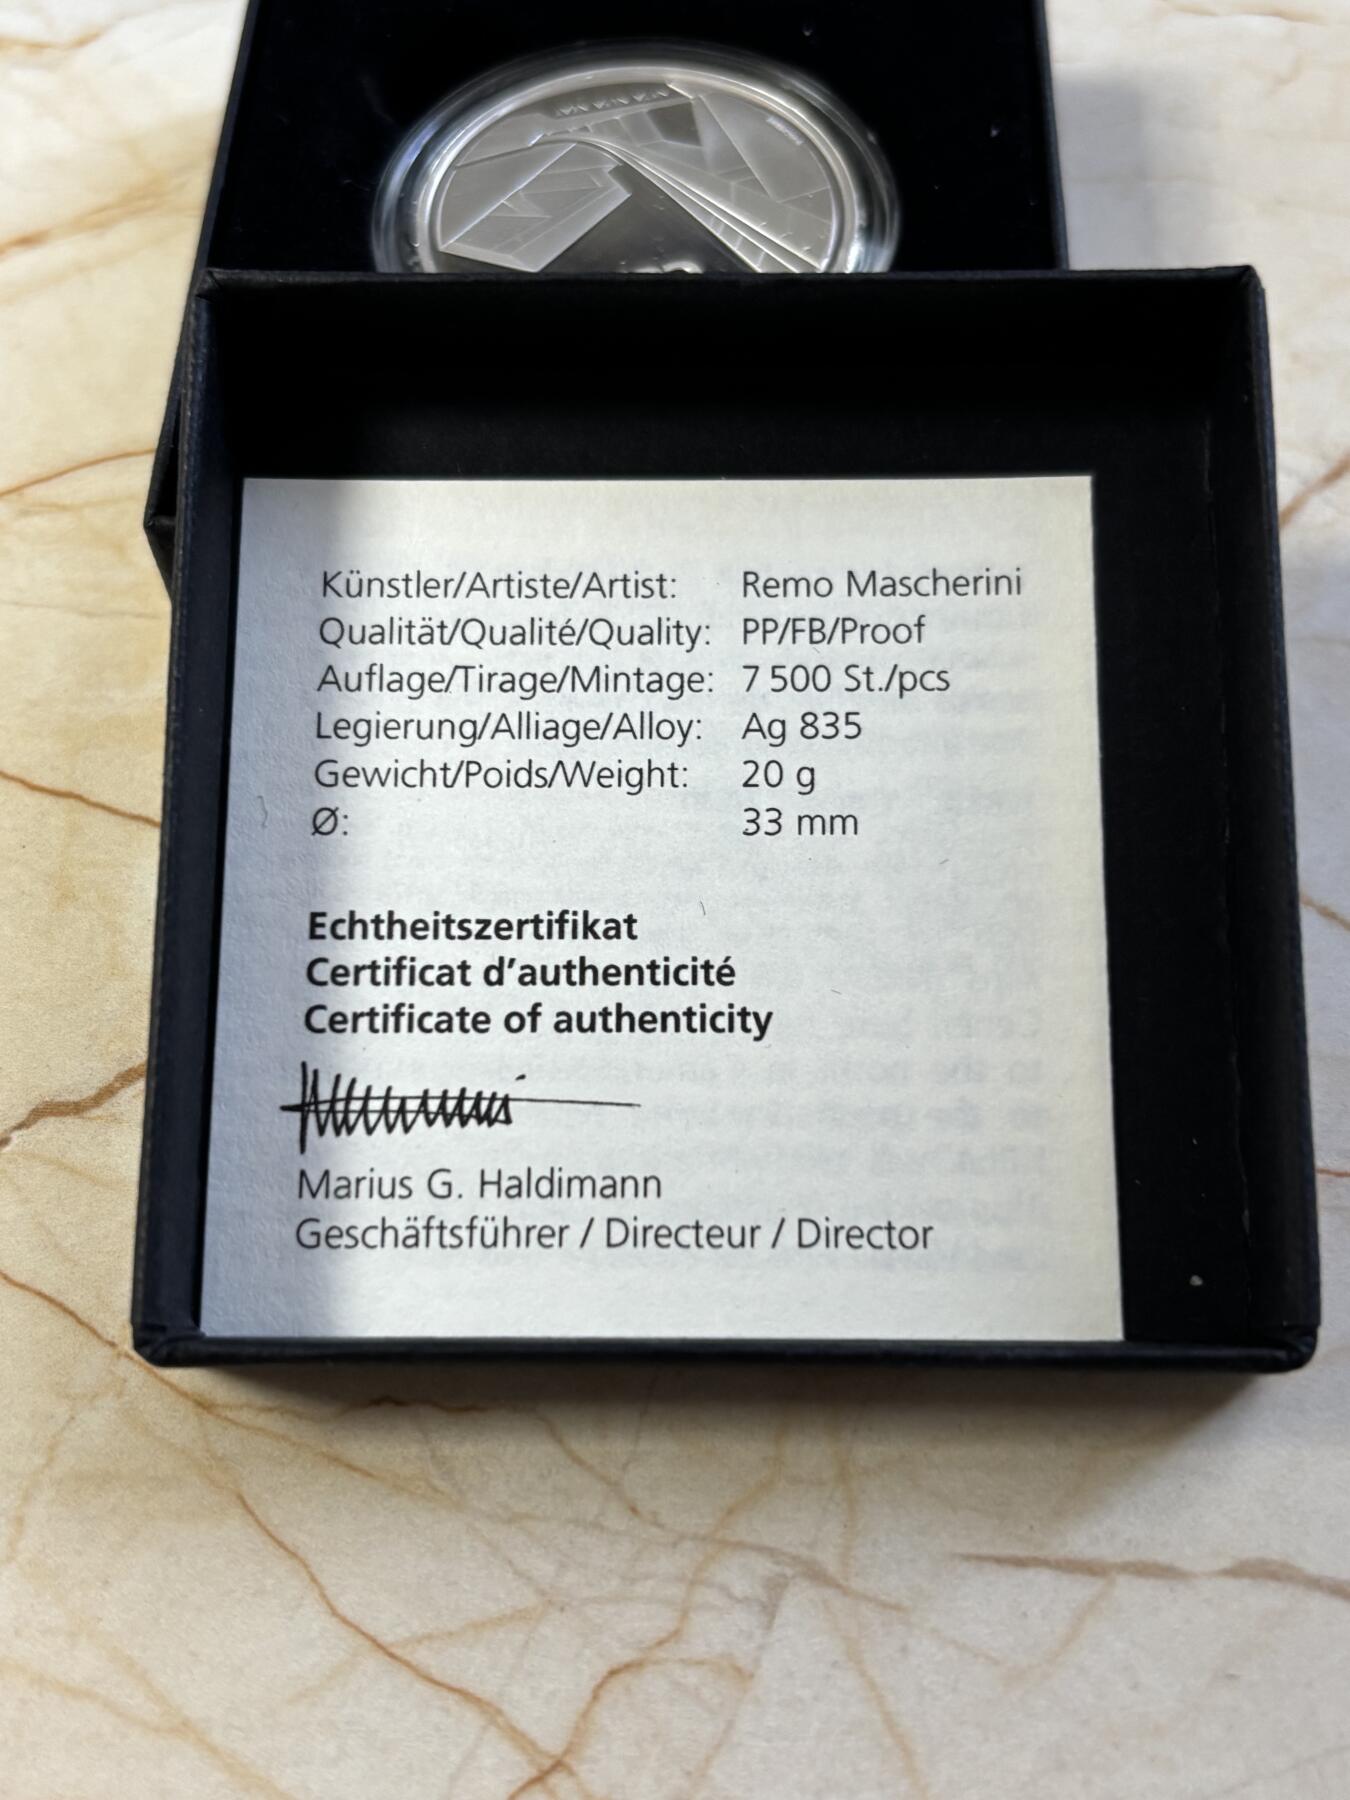 Künstler/Artiste/Artist: Remo Mascherini
Qualität/Qualité/Quality: PP/FB/Proof
Auflage/Tirage/Mintage: 7 500 St./pcs
Legierung/Alliage/Alloy: Ag 835
Gewicht/Poids/Weight: 20 g
Ø: 33 mm
Echtheitszertifikat
Certificat d'authenticité
Certificate of authenticity
Marius G. Haldimann
Geschäftsführer / Directeur / Director